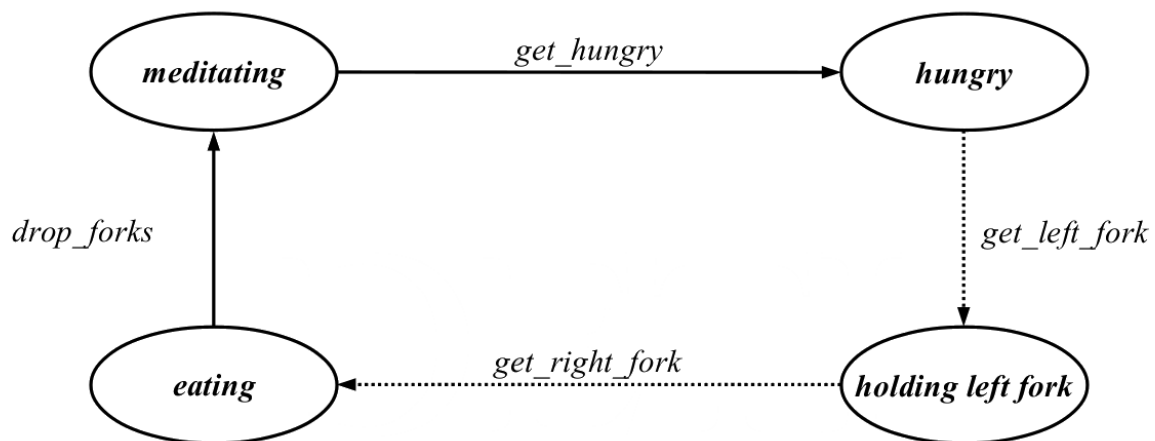 get_hungry
meditating
hungry
drop_forks
get_left_fork
get_right_fork
eating
holding left fork